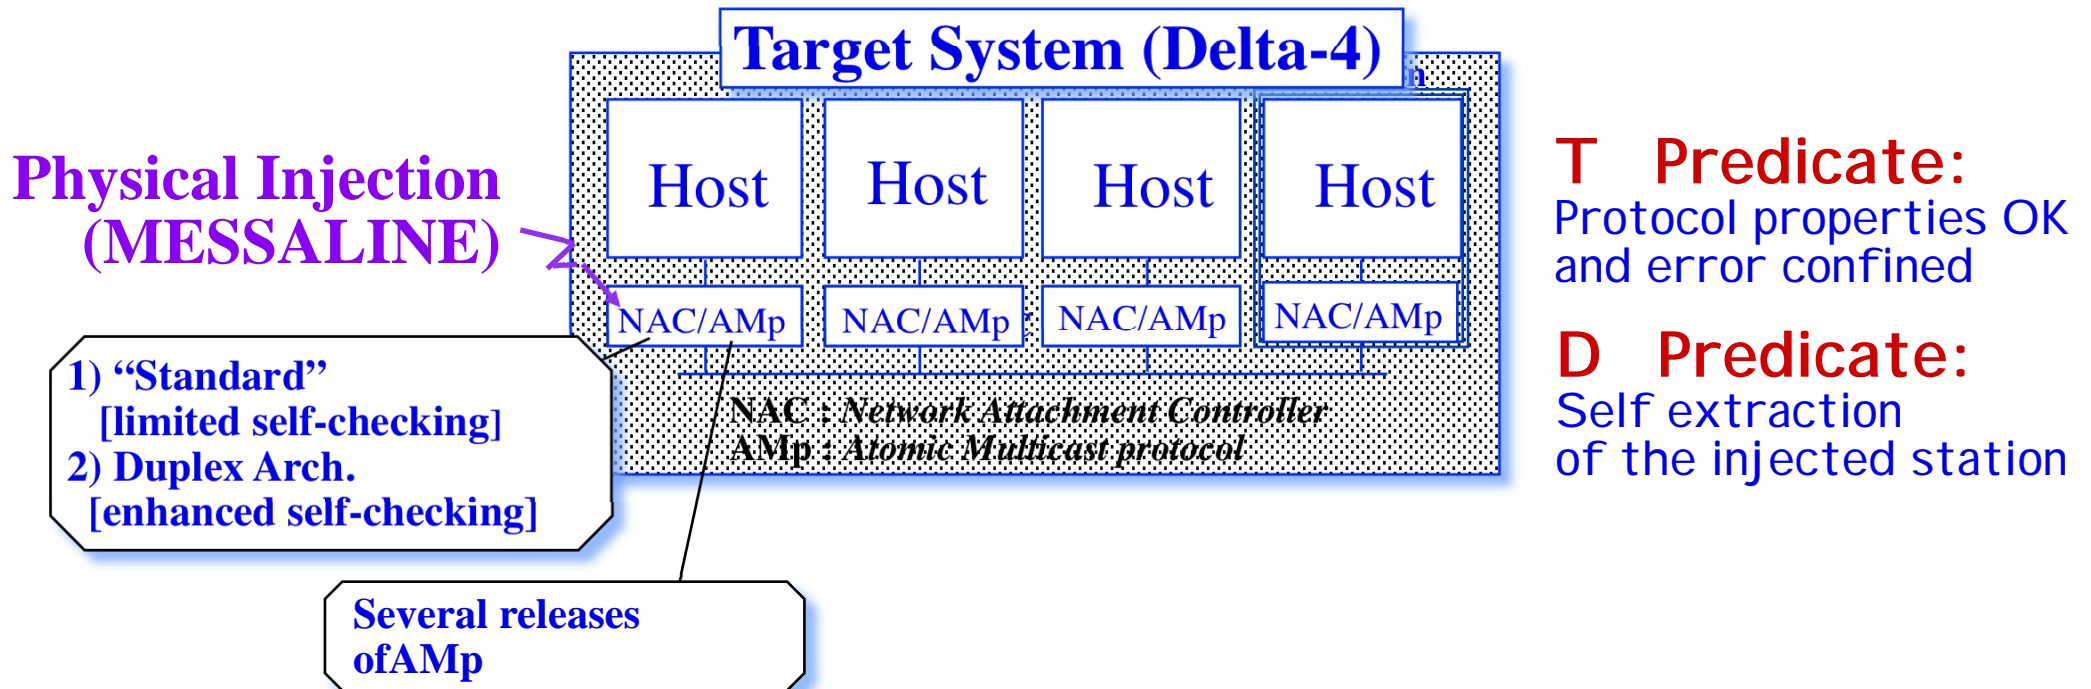 Target System (Delta-4)
n
Physical Injection
(MESSALINE)
Host
Host
Host
Host
NAC/AMp
NAC/AMp
NAC/AMp
NAC/AMp
NAC : Network Attachment Controller
AMp : Atomic Multicast protocol
1) “Standard”
[limited self-checking]
2) Duplex Arch.
[enhanced self-checking]
Several releases
ofAMp
T Predicate:
Protocol properties OK
and error confined
D Predicate:
Self extraction
of the injected station